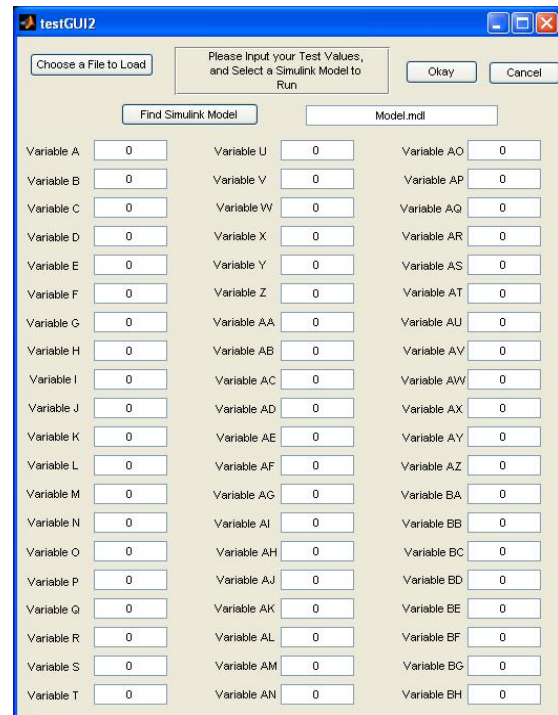 testGUI2
Choose a File to Load
Please Input your Test Values,
and Select a Simulink Model to
Run
Okay
Cancel
Find Simulink Model
Model.mdl
Variable A 0 Variable U 0 Variable AO 0
Variable B 0 Variable V 0 Variable AP 0
Variable C 0 Variable W 0 Variable AQ 0
Variable D 0 Variable X 0 Variable AR 0
Variable E 0 Variable Y 0 Variable AS 0
Variable F 0 Variable Z 0 Variable AT 0
Variable G 0 Variable AA 0 Variable AU 0
Variable H 0 Variable AB 0 Variable AV 0
Variable I 0 Variable AC 0 Variable AW 0
Variable J 0 Variable AD 0 Variable AX 0
Variable K 0 Variable AE 0 Variable AY 0
Variable L 0 Variable AF 0 Variable AZ 0
Variable M 0 Variable AG 0 Variable BA 0
Variable N 0 Variable AI 0 Variable BB 0
Variable O 0 Variable AH 0 Variable BC 0
Variable P 0 Variable AJ 0 Variable BD 0
Variable Q 0 Variable AK 0 Variable BE 0
Variable R 0 Variable AL 0 Variable BF 0
Variable S 0 Variable AM 0 Variable BG 0
Variable T 0 Variable AN 0 Variable BH 0